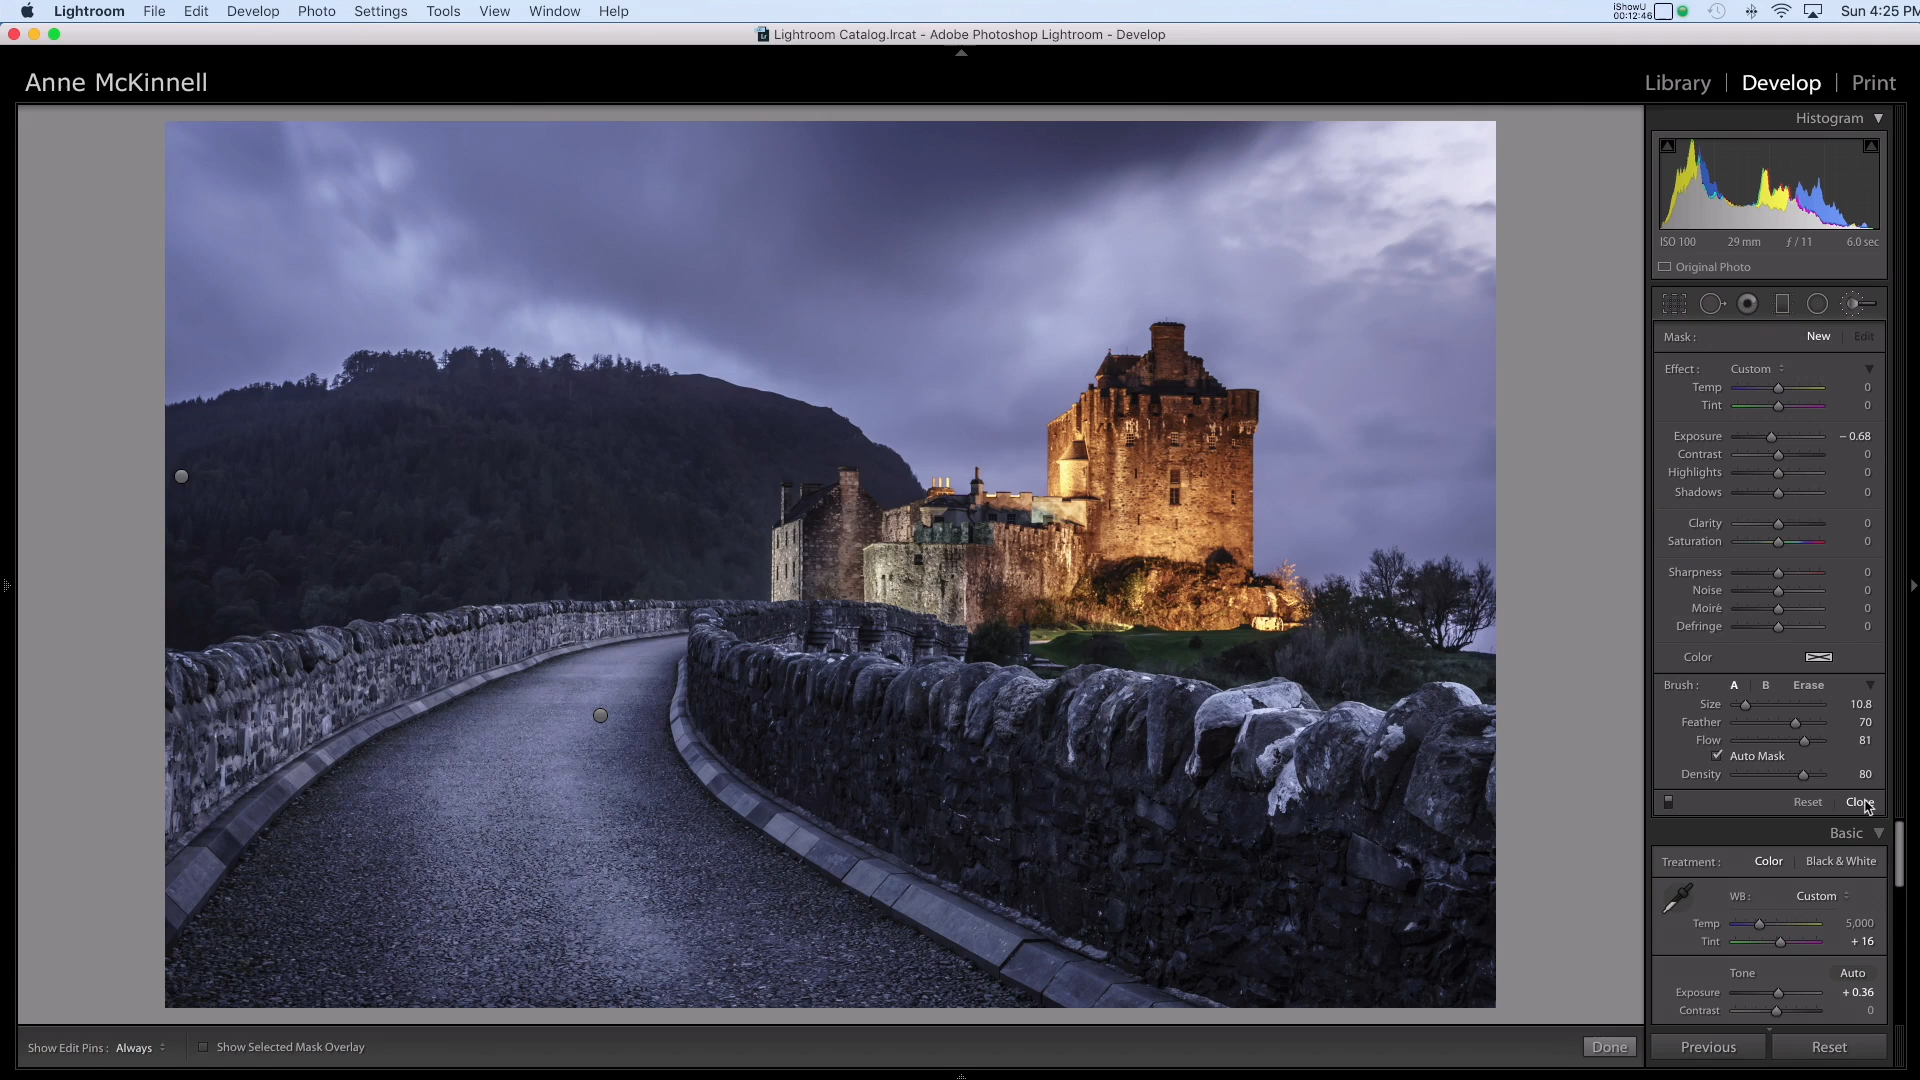 Lightroom File Edit Develop Photo Settings Tools View Window Help
iShowU
00:12:46
Sun 4:25 PM
Lightroom Catalog.lrcat - Adobe Photoshop Lightroom - Develop
Anne McKinnell
Library | Develop | Print
Histogram
ISO 100 29 mm ƒ / 11 6.0 sec
Original Photo
Mask : New Edit
Effect : Custom
Temp 0
Tint 0
Exposure – 0.68
Contrast 0
Highlights 0
Shadows 0
Clarity 0
Saturation 0
Sharpness 0
Noise 0
Moiré 0
Defringe 0
Color
Brush : A B Erase
Size 10.8
Feather 70
Flow 81
Auto Mask
Density 80
Reset Close
Basic
Treatment : Color Black & White
WB : Custom
Temp 5,000
Tint + 16
Tone Auto
Exposure + 0.36
Contrast 0
Show Edit Pins : Always Show Selected Mask Overlay Done
Previous Reset